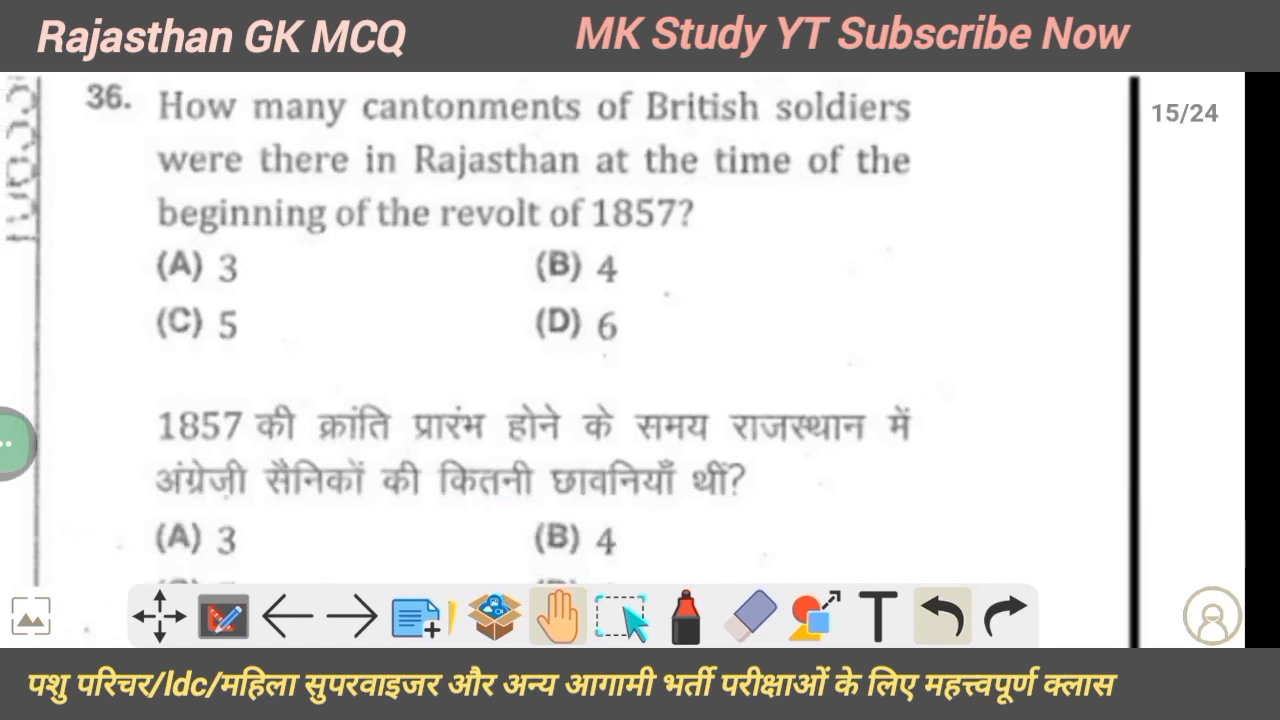 Rajasthan GK MCQ
MK Study YT Subscribe Now
15/24
36. How many cantonments of British soldiers
were there in Rajasthan at the time of the
beginning of the revolt of 1857?
(A) 3 (B) 4
(C) 5 (D) 6
1857 की क्रांति प्रारंभ होने के समय राजस्थान में
अंग्रेज़ी सैनिकों की कितनी छावनियाँ थीं?
(A) 3 (B) 4
पशु परिचर/ldc/महिला सुपरवाइजर और अन्य आगामी भर्ती परीक्षाओं के लिए महत्त्वपूर्ण क्लास